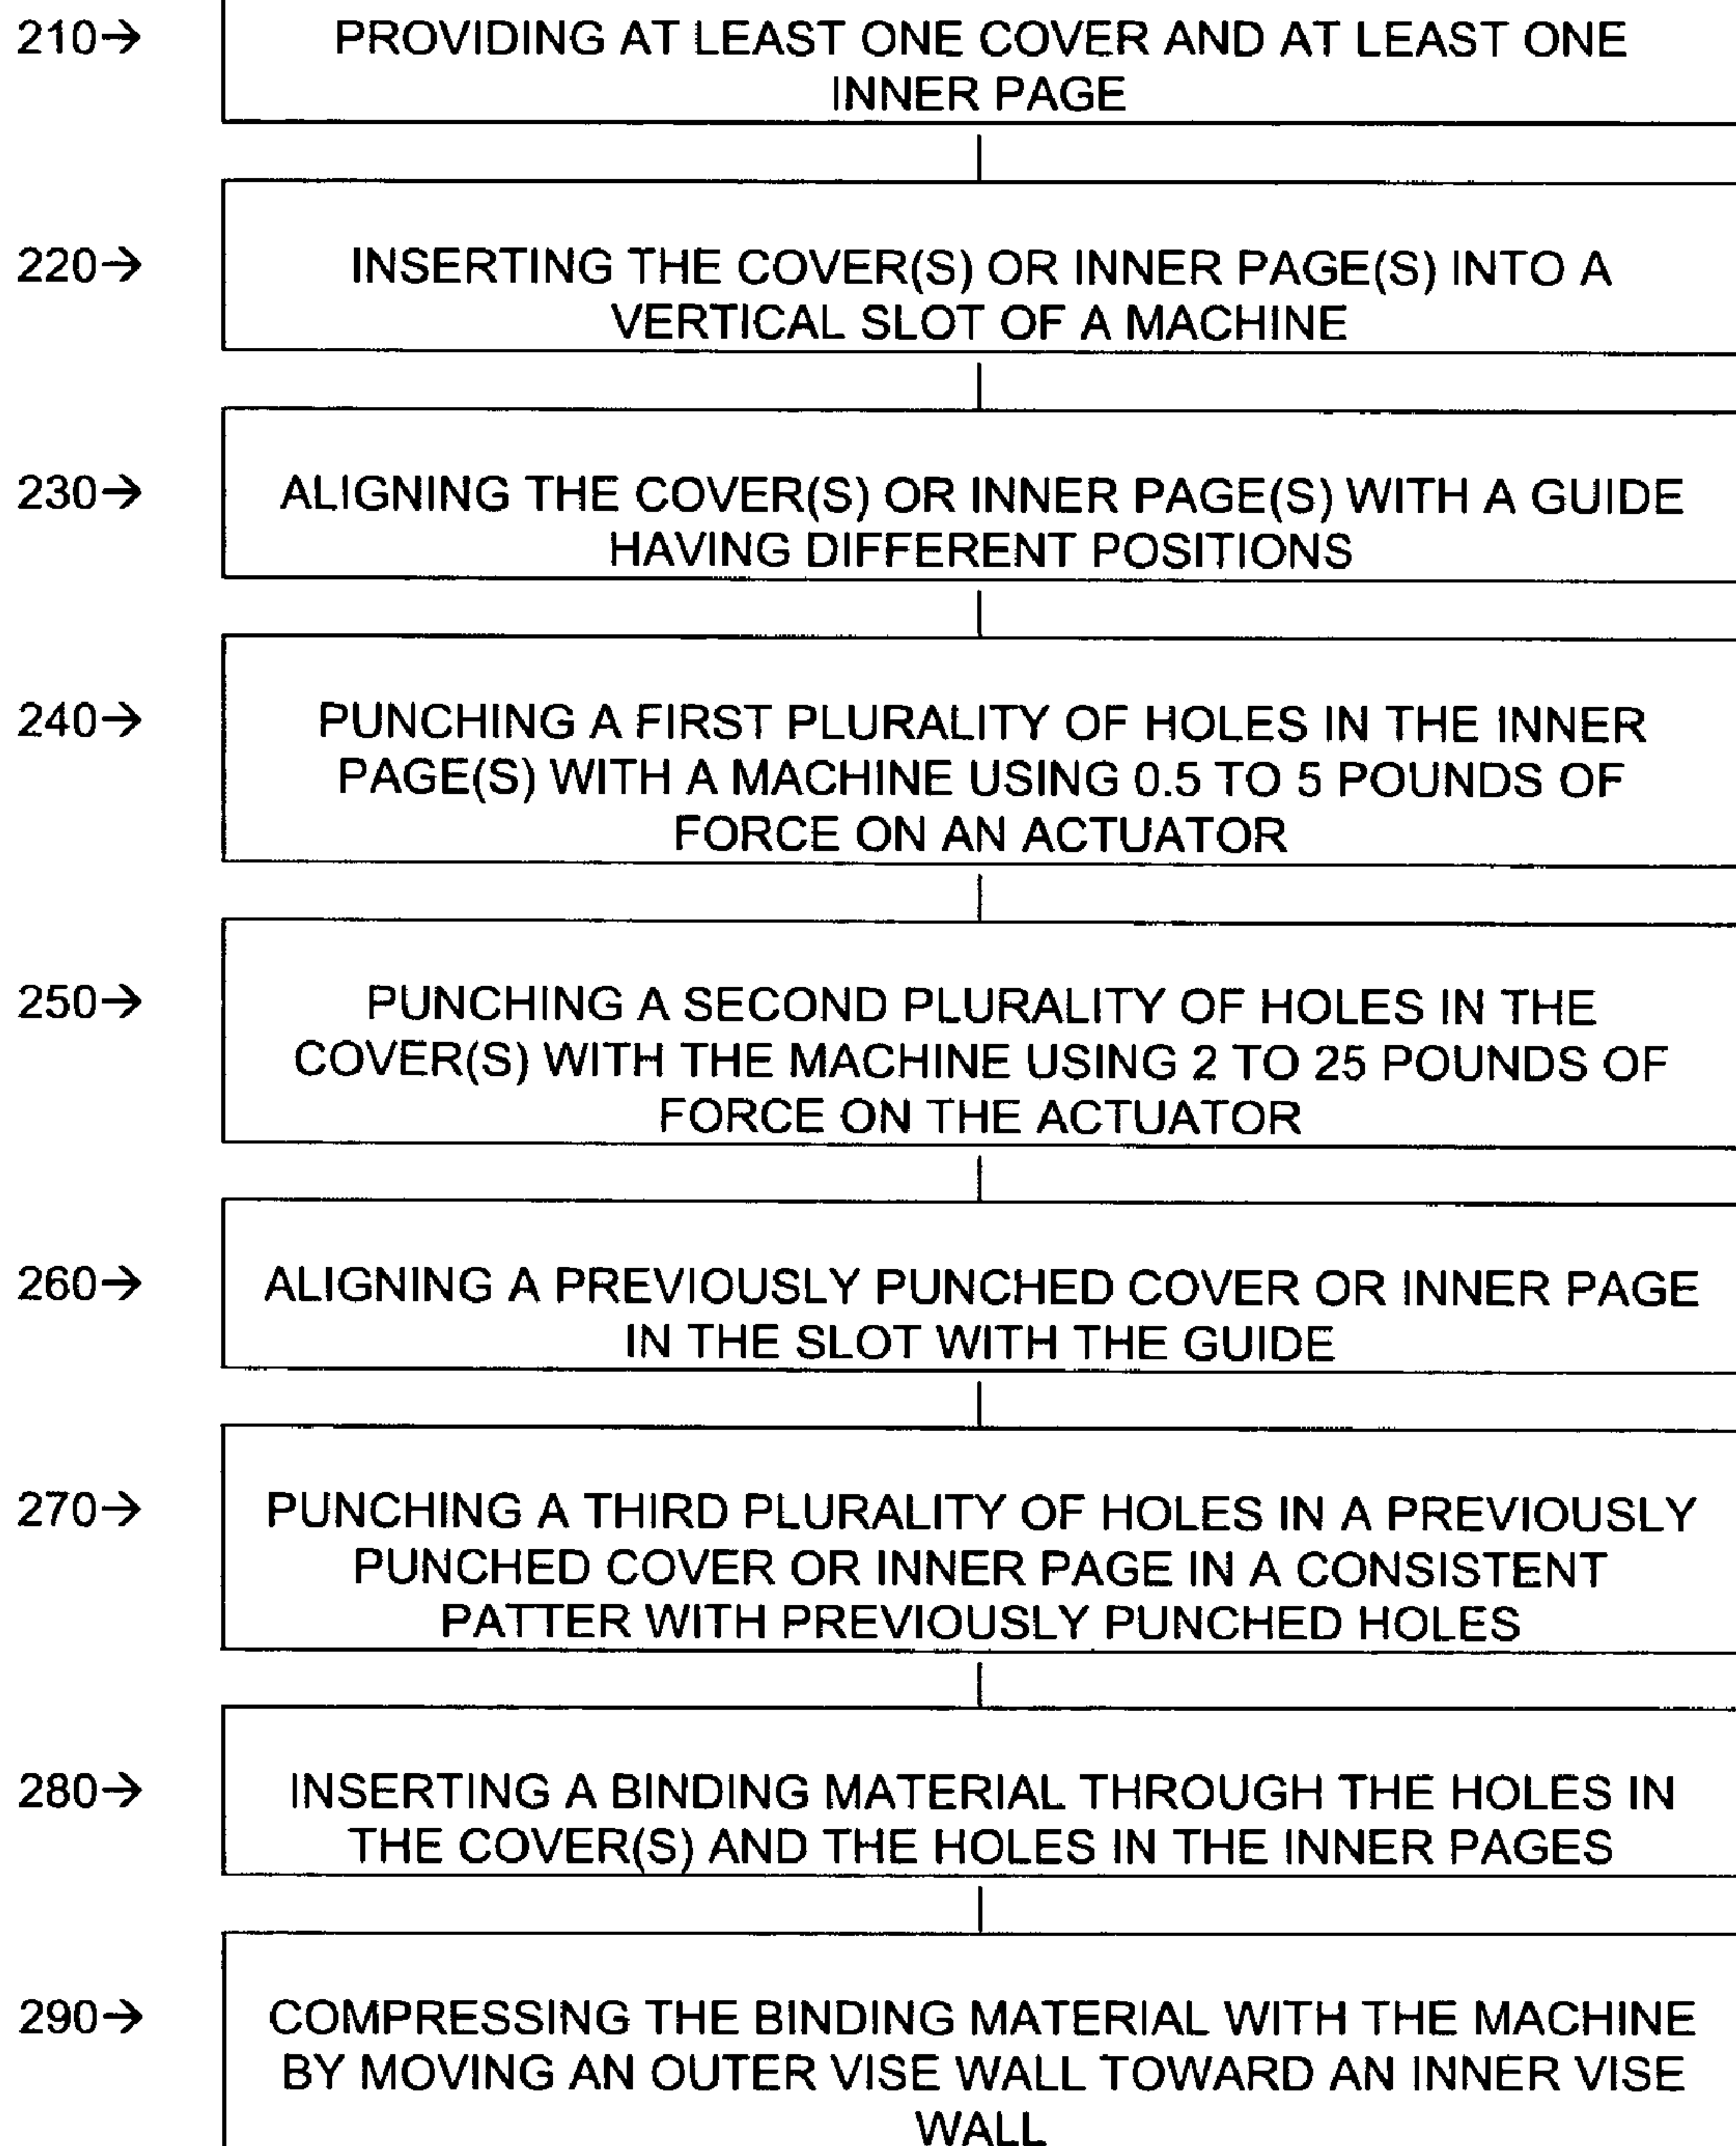 210→ PROVIDING AT LEAST ONE COVER AND AT LEAST ONE
INNER PAGE
220→ INSERTING THE COVER(S) OR INNER PAGE(S) INTO A
VERTICAL SLOT OF A MACHINE
230→ ALIGNING THE COVER(S) OR INNER PAGE(S) WITH A GUIDE
HAVING DIFFERENT POSITIONS
240→ PUNCHING A FIRST PLURALITY OF HOLES IN THE INNER
PAGE(S) WITH A MACHINE USING 0.5 TO 5 POUNDS OF
FORCE ON AN ACTUATOR
250→ PUNCHING A SECOND PLURALITY OF HOLES IN THE
COVER(S) WITH THE MACHINE USING 2 TO 25 POUNDS OF
FORCE ON THE ACTUATOR
260→ ALIGNING A PREVIOUSLY PUNCHED COVER OR INNER PAGE
IN THE SLOT WITH THE GUIDE
270→ PUNCHING A THIRD PLURALITY OF HOLES IN A PREVIOUSLY
PUNCHED COVER OR INNER PAGE IN A CONSISTENT
PATTER WITH PREVIOUSLY PUNCHED HOLES
280→ INSERTING A BINDING MATERIAL THROUGH THE HOLES IN
THE COVER(S) AND THE HOLES IN THE INNER PAGES
290→ COMPRESSING THE BINDING MATERIAL WITH THE MACHINE
BY MOVING AN OUTER VISE WALL TOWARD AN INNER VISE
WALL